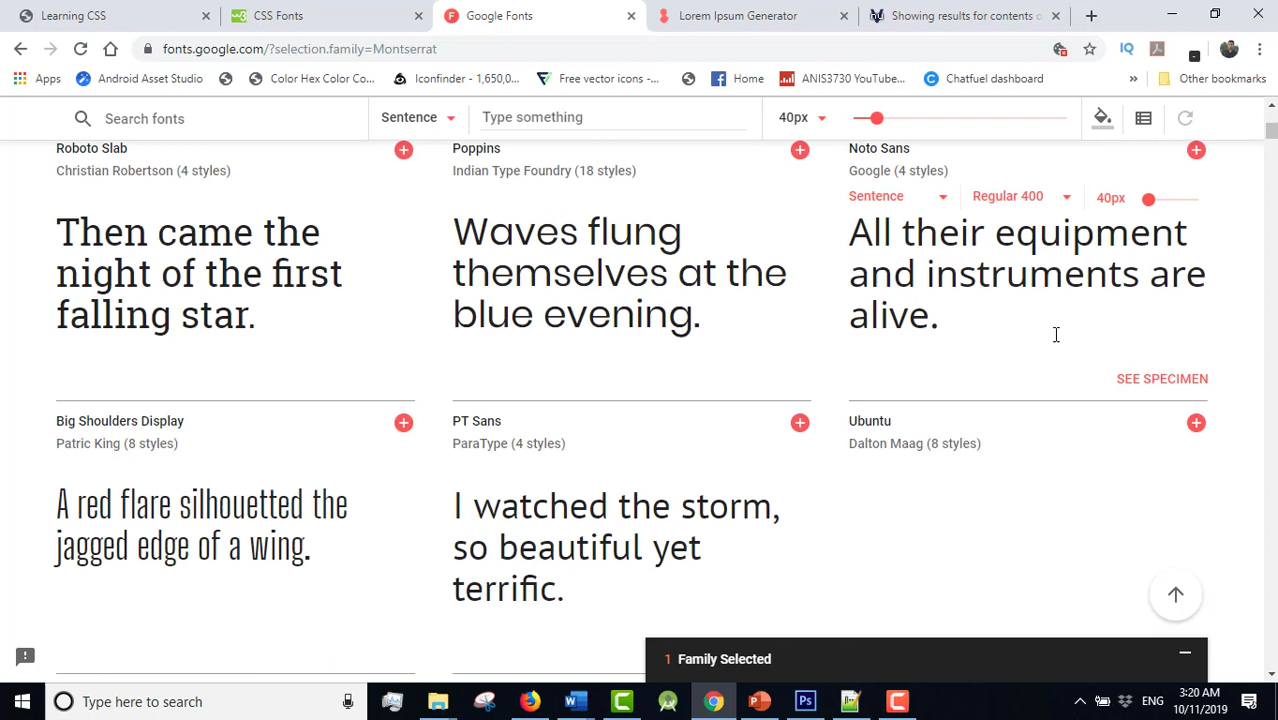 Learning CSS
CSS Fonts
Google Fonts
Lorem Ipsum Generator
Showing results for contents o
fonts.google.com/?selection.family=Montserrat
Apps
Android Asset Studio
Color Hex Color Co...
Iconfinder - 1,650,0...
Free vector icons -...
Home
ANIS3730 YouTube...
Chatfuel dashboard
Other bookmarks
Search fonts
Sentence
Type something
40px
Roboto Slab
Christian Robertson (4 styles)
Then came the
night of the first
falling star.
Poppins
Indian Type Foundry (18 styles)
Waves flung
themselves at the
blue evening.
Noto Sans
Google (4 styles)
Sentence
Regular 400
40px
All their equipment
and instruments are
alive.
SEE SPECIMEN
Big Shoulders Display
Patric King (8 styles)
A red flare silhouetted the
jagged edge of a wing.
PT Sans
ParaType (4 styles)
I watched the storm,
so beautiful yet
terrific.
Ubuntu
Dalton Maag (8 styles)
1 Family Selected
Type here to search
ENG
3:20 AM
10/11/2019